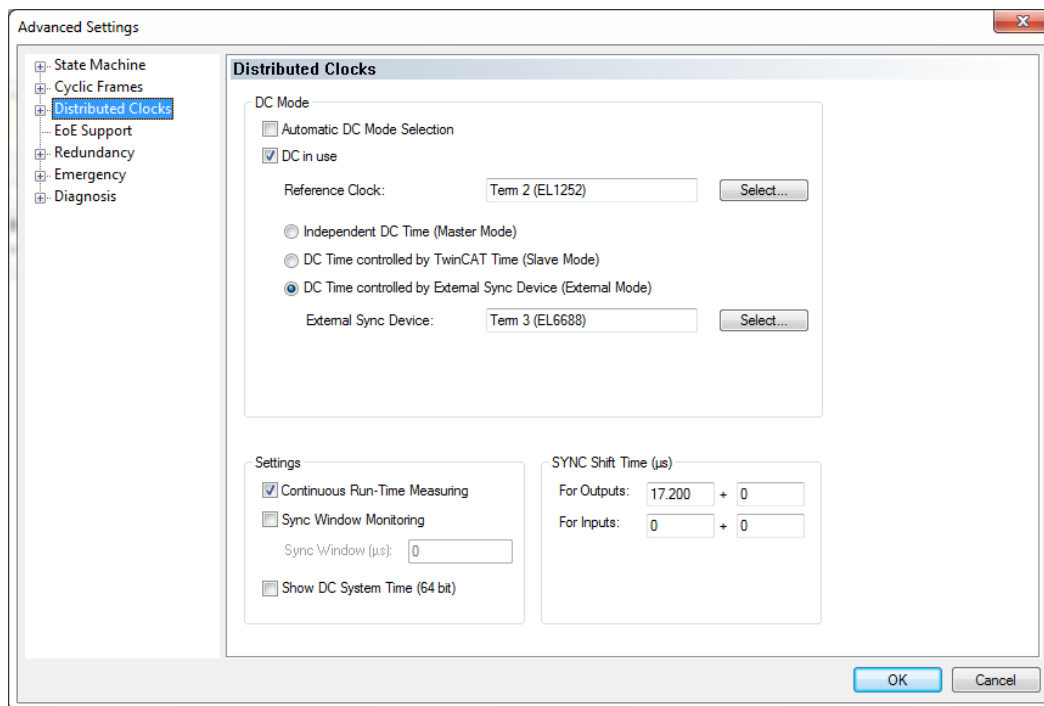 Advanced Settings
State Machine
Cyclic Frames
Distributed Clocks
EoE Support
Redundancy
Emergency
Diagnosis
Distributed Clocks
DC Mode
Automatic DC Mode Selection
DC in use
Reference Clock: Term 2 (EL1252) Select...
Independent DC Time (Master Mode)
DC Time controlled by TwinCAT Time (Slave Mode)
DC Time controlled by External Sync Device (External Mode)
External Sync Device: Term 3 (EL6688) Select...
Settings
Continuous Run-Time Measuring
Sync Window Monitoring
Sync Window (µs): 0
Show DC System Time (64 bit)
SYNC Shift Time (µs)
For Outputs: 17.200 + 0
For Inputs: 0 + 0
OK Cancel